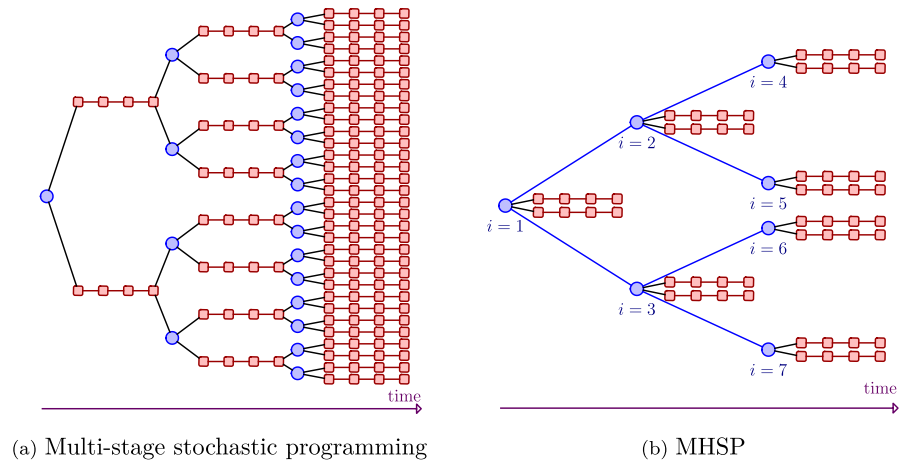 i = 4
i = 2
i = 5
i = 1
i = 6
i = 3
i = 7
time
time
(a) Multi-stage stochastic programming
(b) MHSP